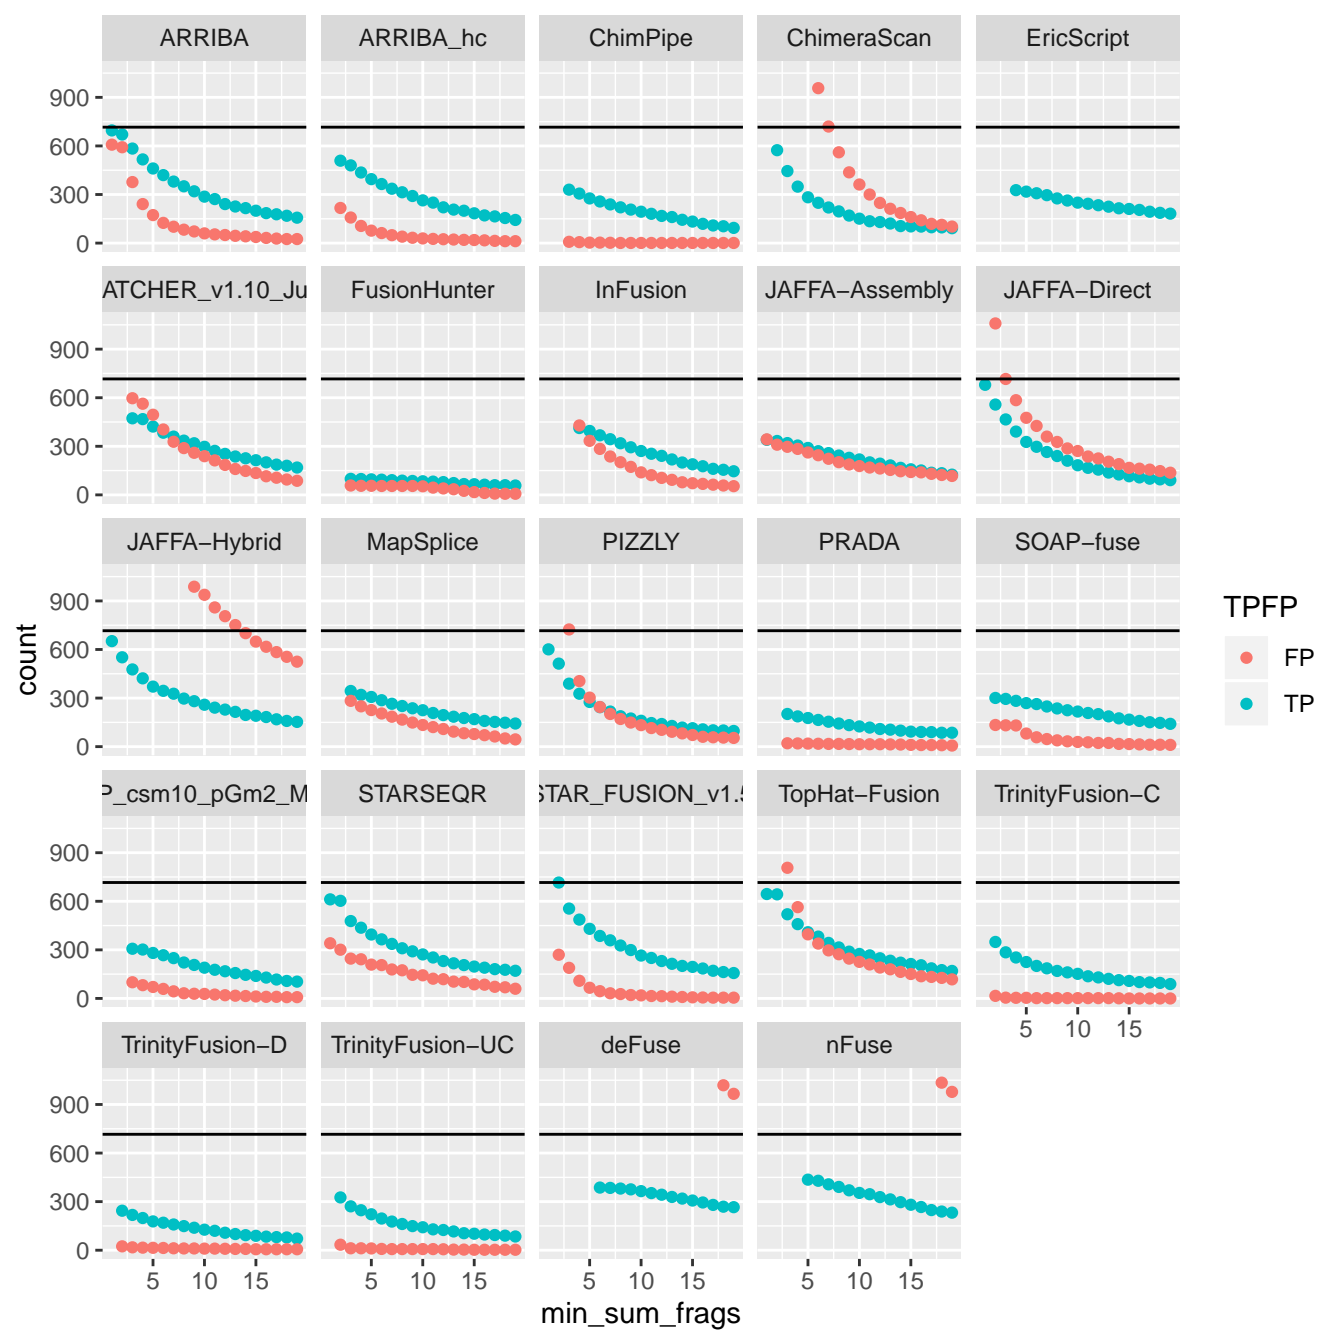 ARRIBA ARRIBA_hc ChimPipe ChimeraScan EricScript
900
600
300
0
ATCHER_v1.10_Ju FusionHunter InFusion JAFFA−Assembly JAFFA−Direct
900
600
300
0
JAFFA−Hybrid MapSplice PIZZLY PRADA SOAP−fuse
900
600
300
0
count
TPFP
FP
TP
P_csm10_pGm2_M STARSEQR STAR_FUSION_v1.5 TopHat−Fusion TrinityFusion−C
900
600
300
0
5 10 15
TrinityFusion−D TrinityFusion−UC deFuse nFuse
900
600
300
0
5 10 15 5 10 15 5 10 15 5 10 15
min_sum_frags